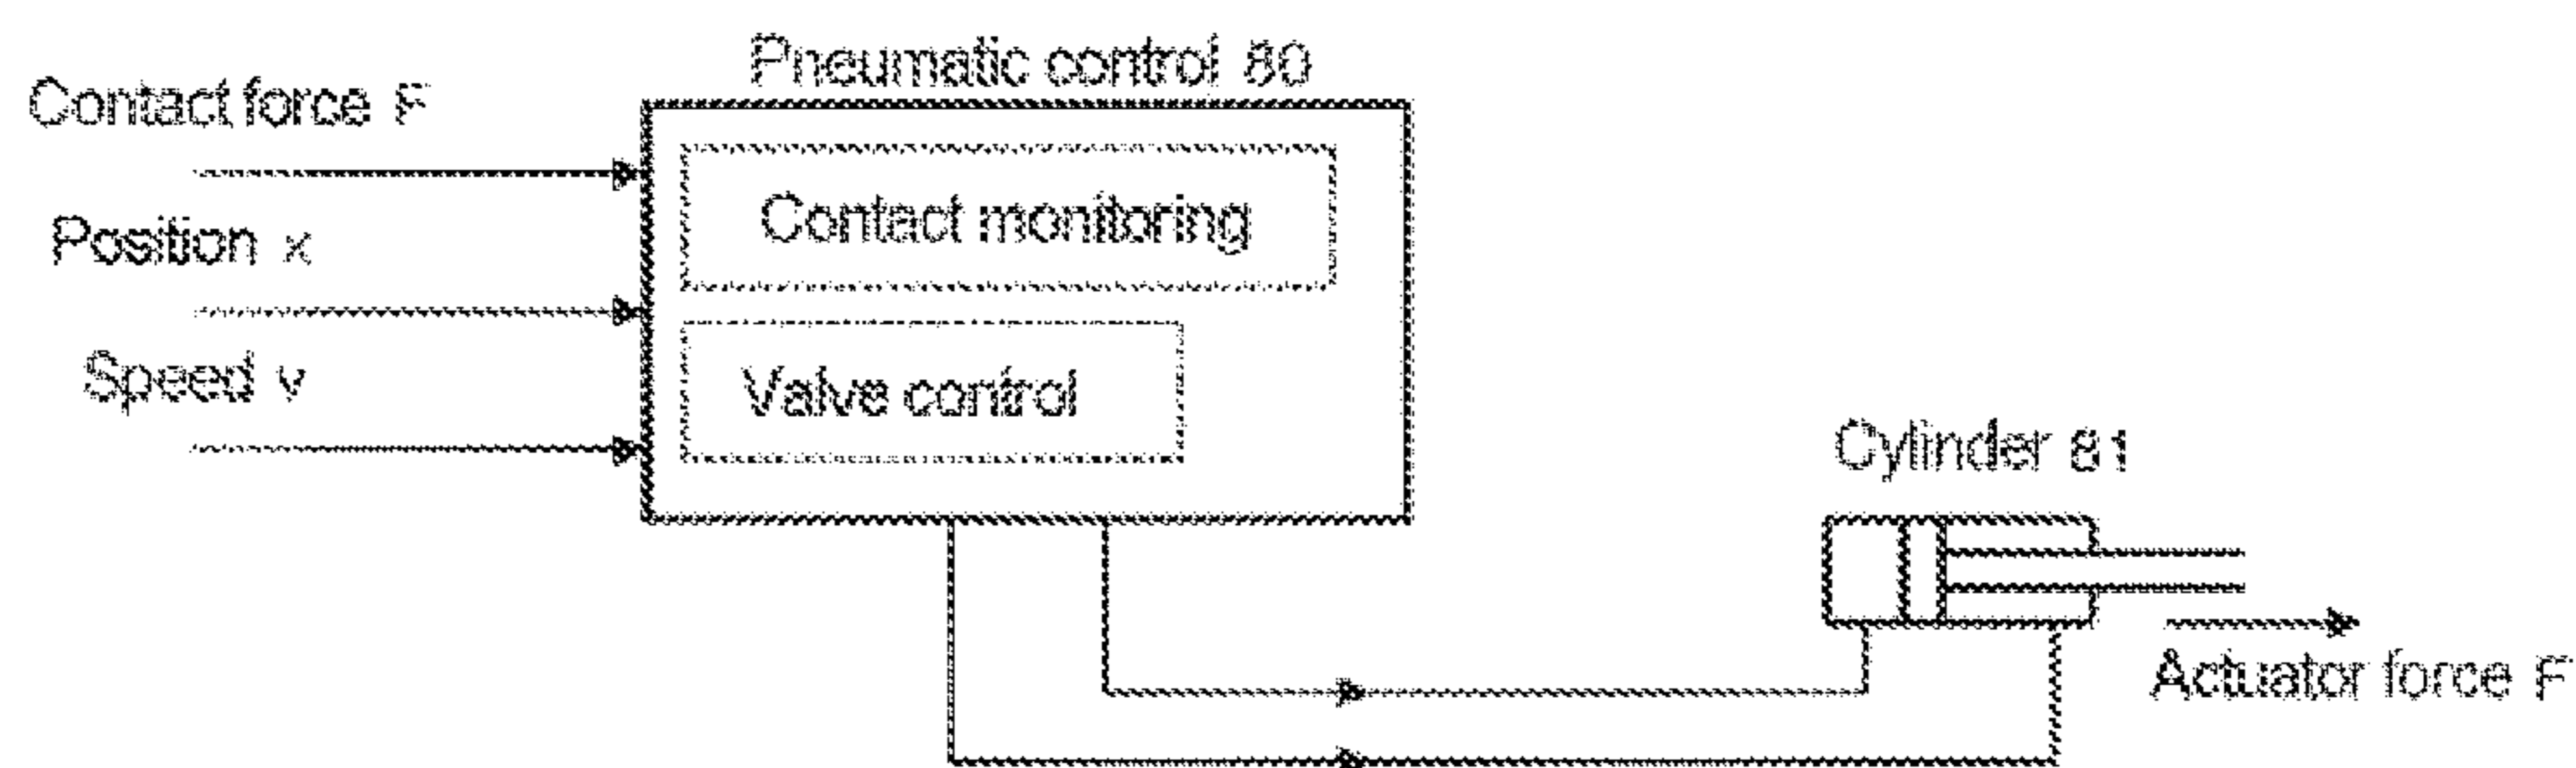 Pneumatic control 80
Contact force F
Contact monitoring
Position x
Valve control
Speed v
Cylinder 81
Actuator force F